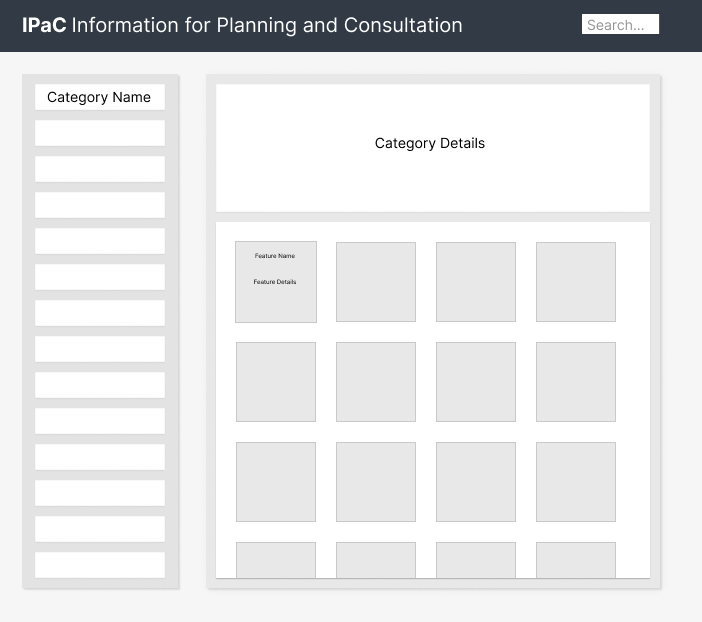 IPaC Information for Planning and Consultation
Search...
Category Name
Category Details
Feature Name
Feature Details